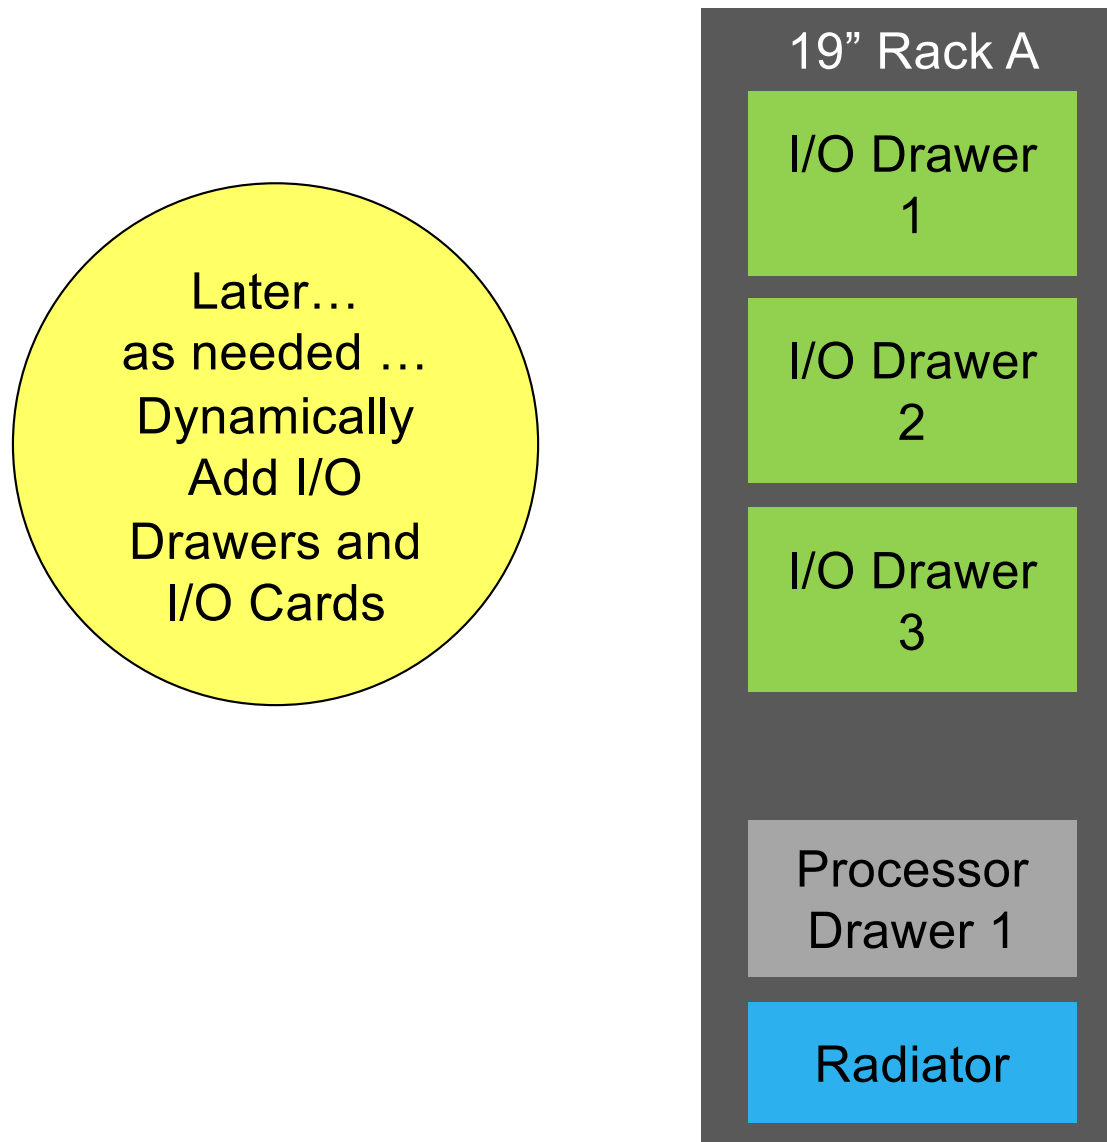 Later…
as needed …
Dynamically
Add I/O
Drawers and
I/O Cards
19” Rack A
I/O Drawer
1
I/O Drawer
2
I/O Drawer
3
Processor
Drawer 1
Radiator